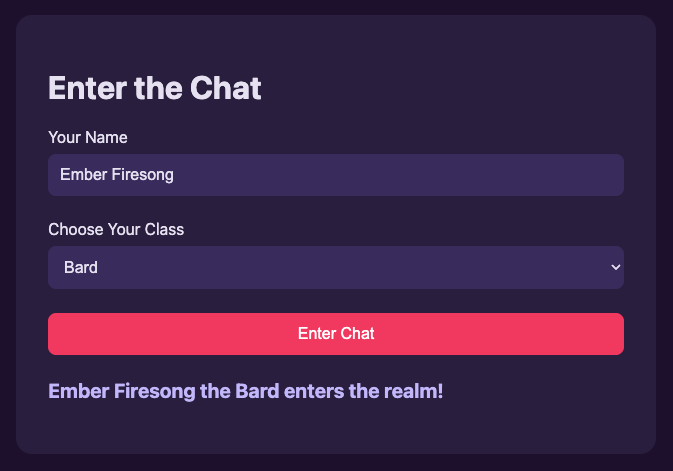 Enter the Chat
Your Name
Ember Firesong
Choose Your Class
Bard
Enter Chat
Ember Firesong the Bard enters the realm!